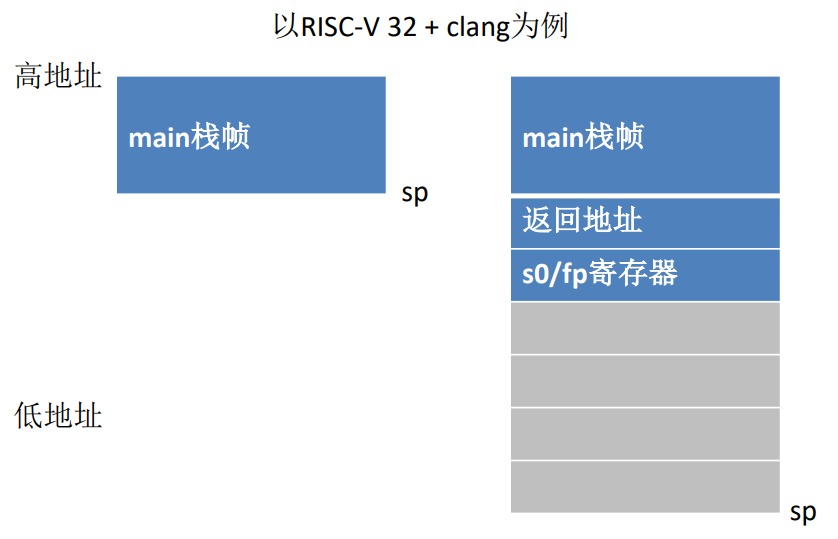 以RISC-V 32 + clang为例
高地址
main栈帧
main栈帧
sp
返回地址
s0/fp寄存器
低地址
sp